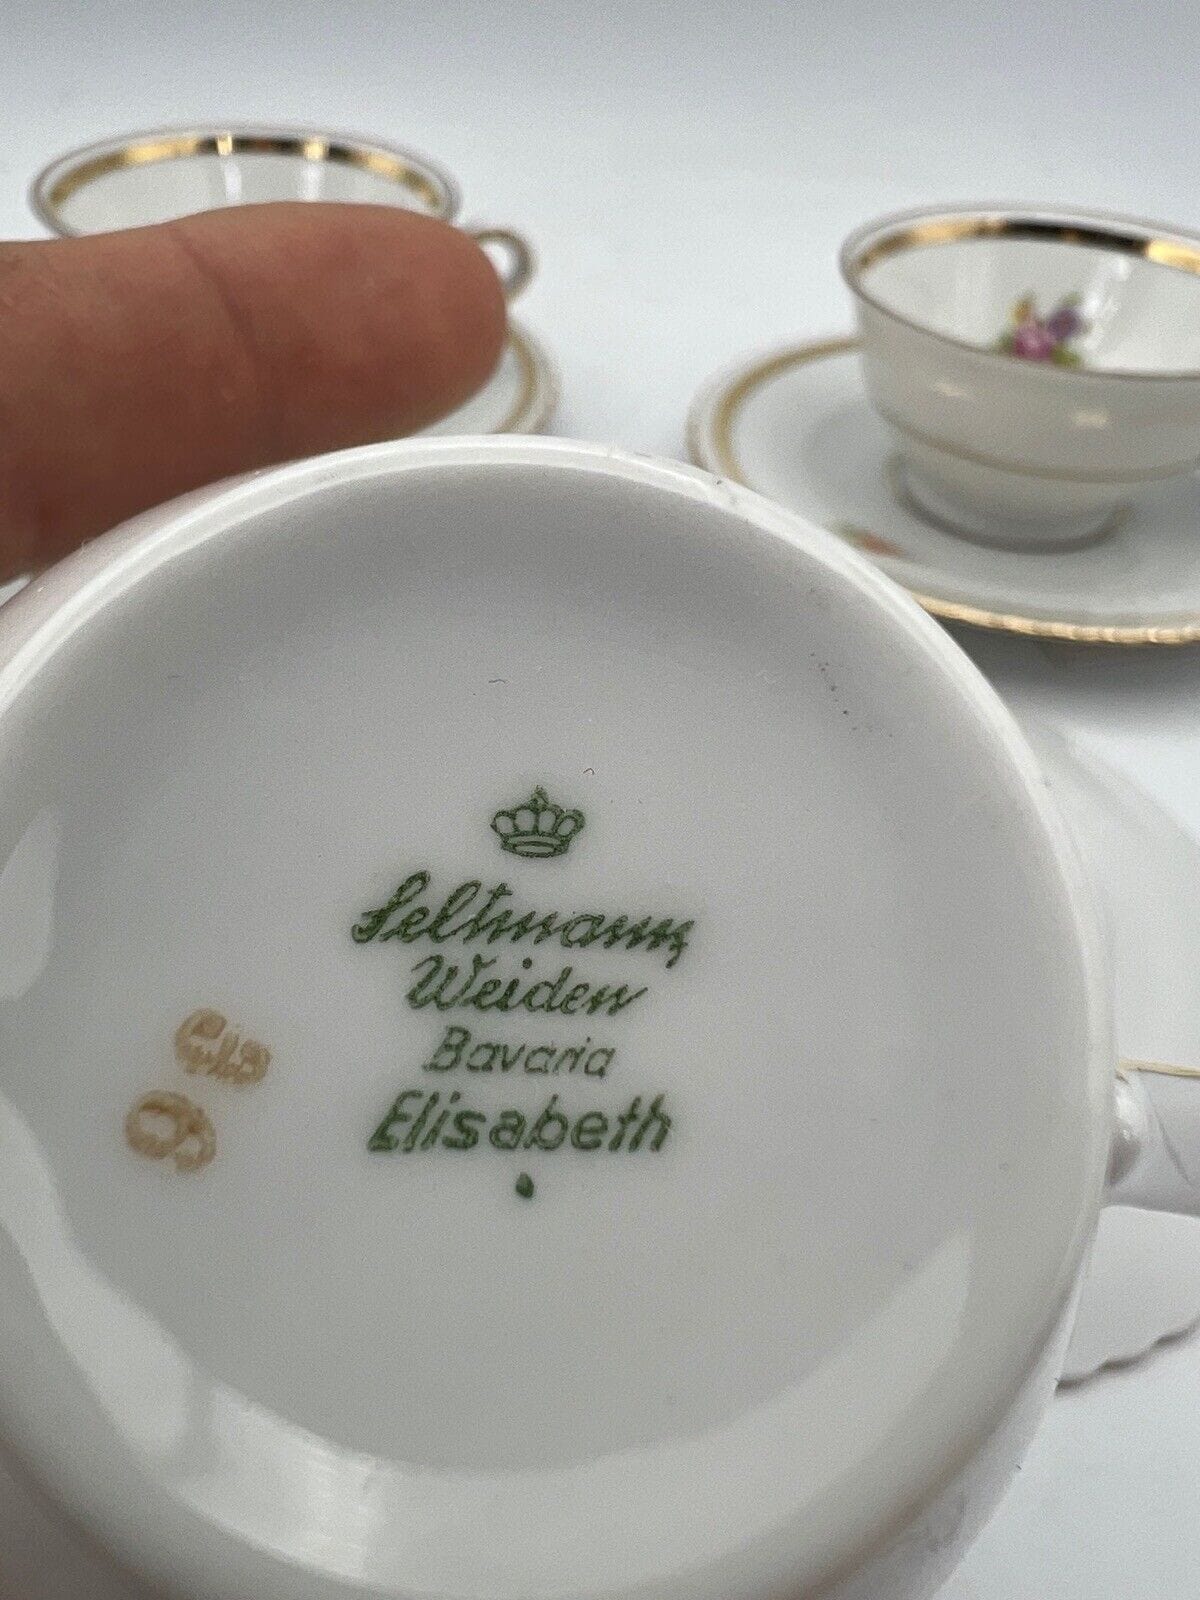 Seltmann
Weiden
Bavaria
Elisabeth